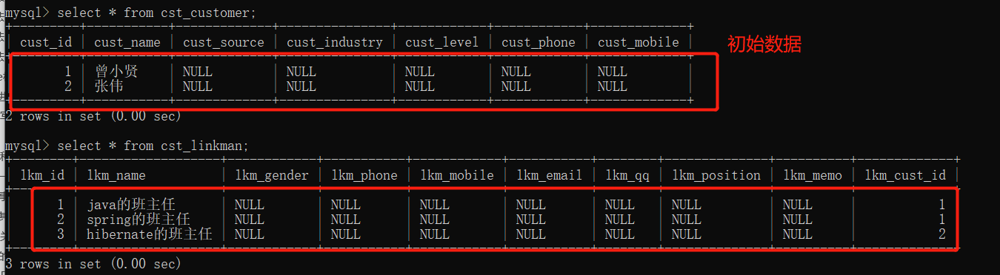 mysql> select * from cst_customer;
cust_id | cust_name | cust_source | cust_industry | cust_level | cust_phone | cust_mobile
初始数据
1 | 曾小贤 | NULL | NULL | NULL | NULL | NULL
2 | 张伟 | NULL | NULL | NULL | NULL | NULL
2 rows in set (0.00 sec)
mysql> select * from cst_linkman;
lkm_id | lkm_name | lkm_gender | lkm_phone | lkm_mobile | lkm_email | lkm_qq | lkm_position | lkm_memo | lkm_cust_id |
1 | java的班主任 | NULL | NULL | NULL | NULL | NULL | NULL | NULL | 1
2 | spring的班主任 | NULL | NULL | NULL | NULL | NULL | NULL | NULL | 1
3 | hibernate的班主任 | NULL | NULL | NULL | NULL | NULL | NULL | NULL | 2
3 rows in set (0.00 sec)